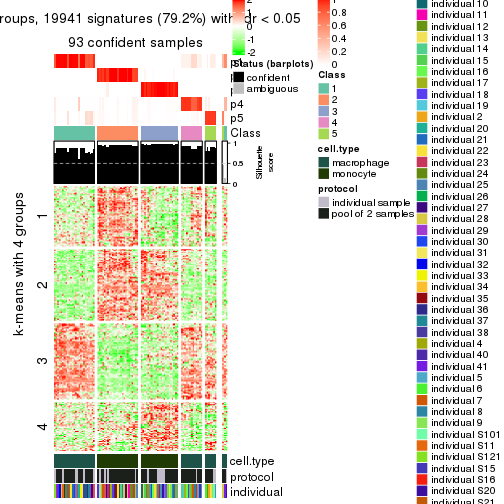 roups, 19941 signatures (79.2%) with fdr < 0.05
93 confident samples
p4
p5
Class
1
0.5
0
Silhouette
score
k-means with 4 groups
1
2
3
4
cell.type
protocol
individual
2
-1
-2
Status (barplots)
confident
ambiguous
0.8
0.6
0.4
0.2
0
Class
1
2
3
4
5
cell.type
macrophage
monocyte
protocol
individual sample
pool of 2 samples
individual 10
individual 11
individual 12
individual 13
individual 14
individual 15
individual 16
individual 17
individual 18
individual 19
individual 2
individual 20
individual 21
individual 22
individual 23
individual 24
individual 25
individual 26
individual 27
individual 28
individual 29
individual 30
individual 31
individual 32
individual 33
individual 34
individual 35
individual 36
individual 37
individual 38
individual 4
individual 40
individual 41
individual 5
individual 6
individual 7
individual 8
individual 9
individual S101
individual S11
individual S121
individual S15
individual S16
individual S20
individual S21